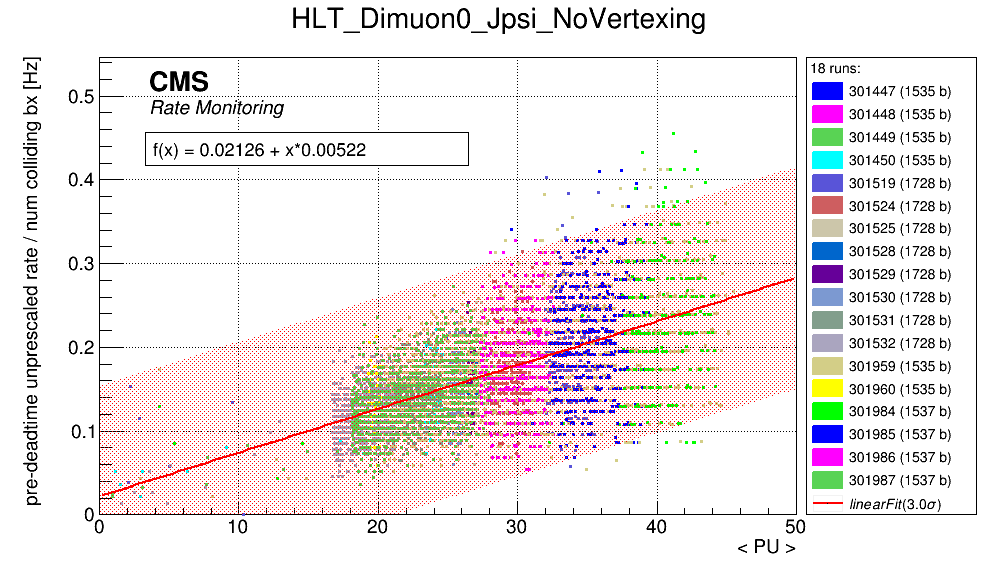 HLT_Dimuon0_Jpsi_NoVertexing
pre-deadtime unprescaled rate / num colliding bx [Hz]
CMS
Rate Monitoring
f(x) = 0.02126 + x*0.00522
0.5
0.4
0.3
0.2
0.1
0
0 10 20 30 40 50
< PU >
18 runs:
301447 (1535 b)
301448 (1535 b)
301449 (1535 b)
301450 (1535 b)
301519 (1728 b)
301524 (1728 b)
301525 (1728 b)
301528 (1728 b)
301529 (1728 b)
301530 (1728 b)
301531 (1728 b)
301532 (1728 b)
301959 (1535 b)
301960 (1535 b)
301984 (1537 b)
301985 (1537 b)
301986 (1537 b)
301987 (1537 b)
linearFit(3.0σ)